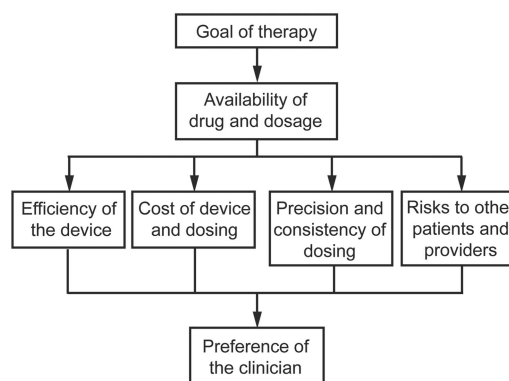 Goal of therapy
Availability of
drug and dosage
Efficiency of
the device
Cost of device
and dosing
Precision and
consistency of
dosing
Risks to other
patients and
providers
Preference of
the clinician